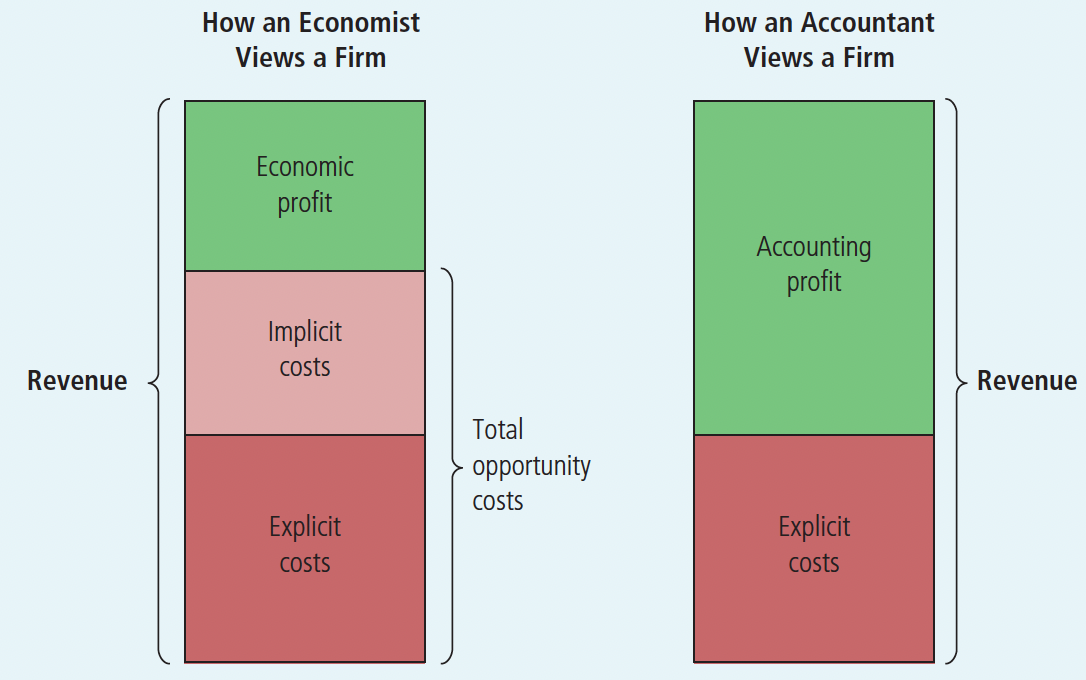 How an Economist
Views a Firm
How an Accountant
Views a Firm
Revenue
Economic
profit
Implicit
costs
Explicit
costs
Total
opportunity
costs
Accounting
profit
Explicit
costs
Revenue